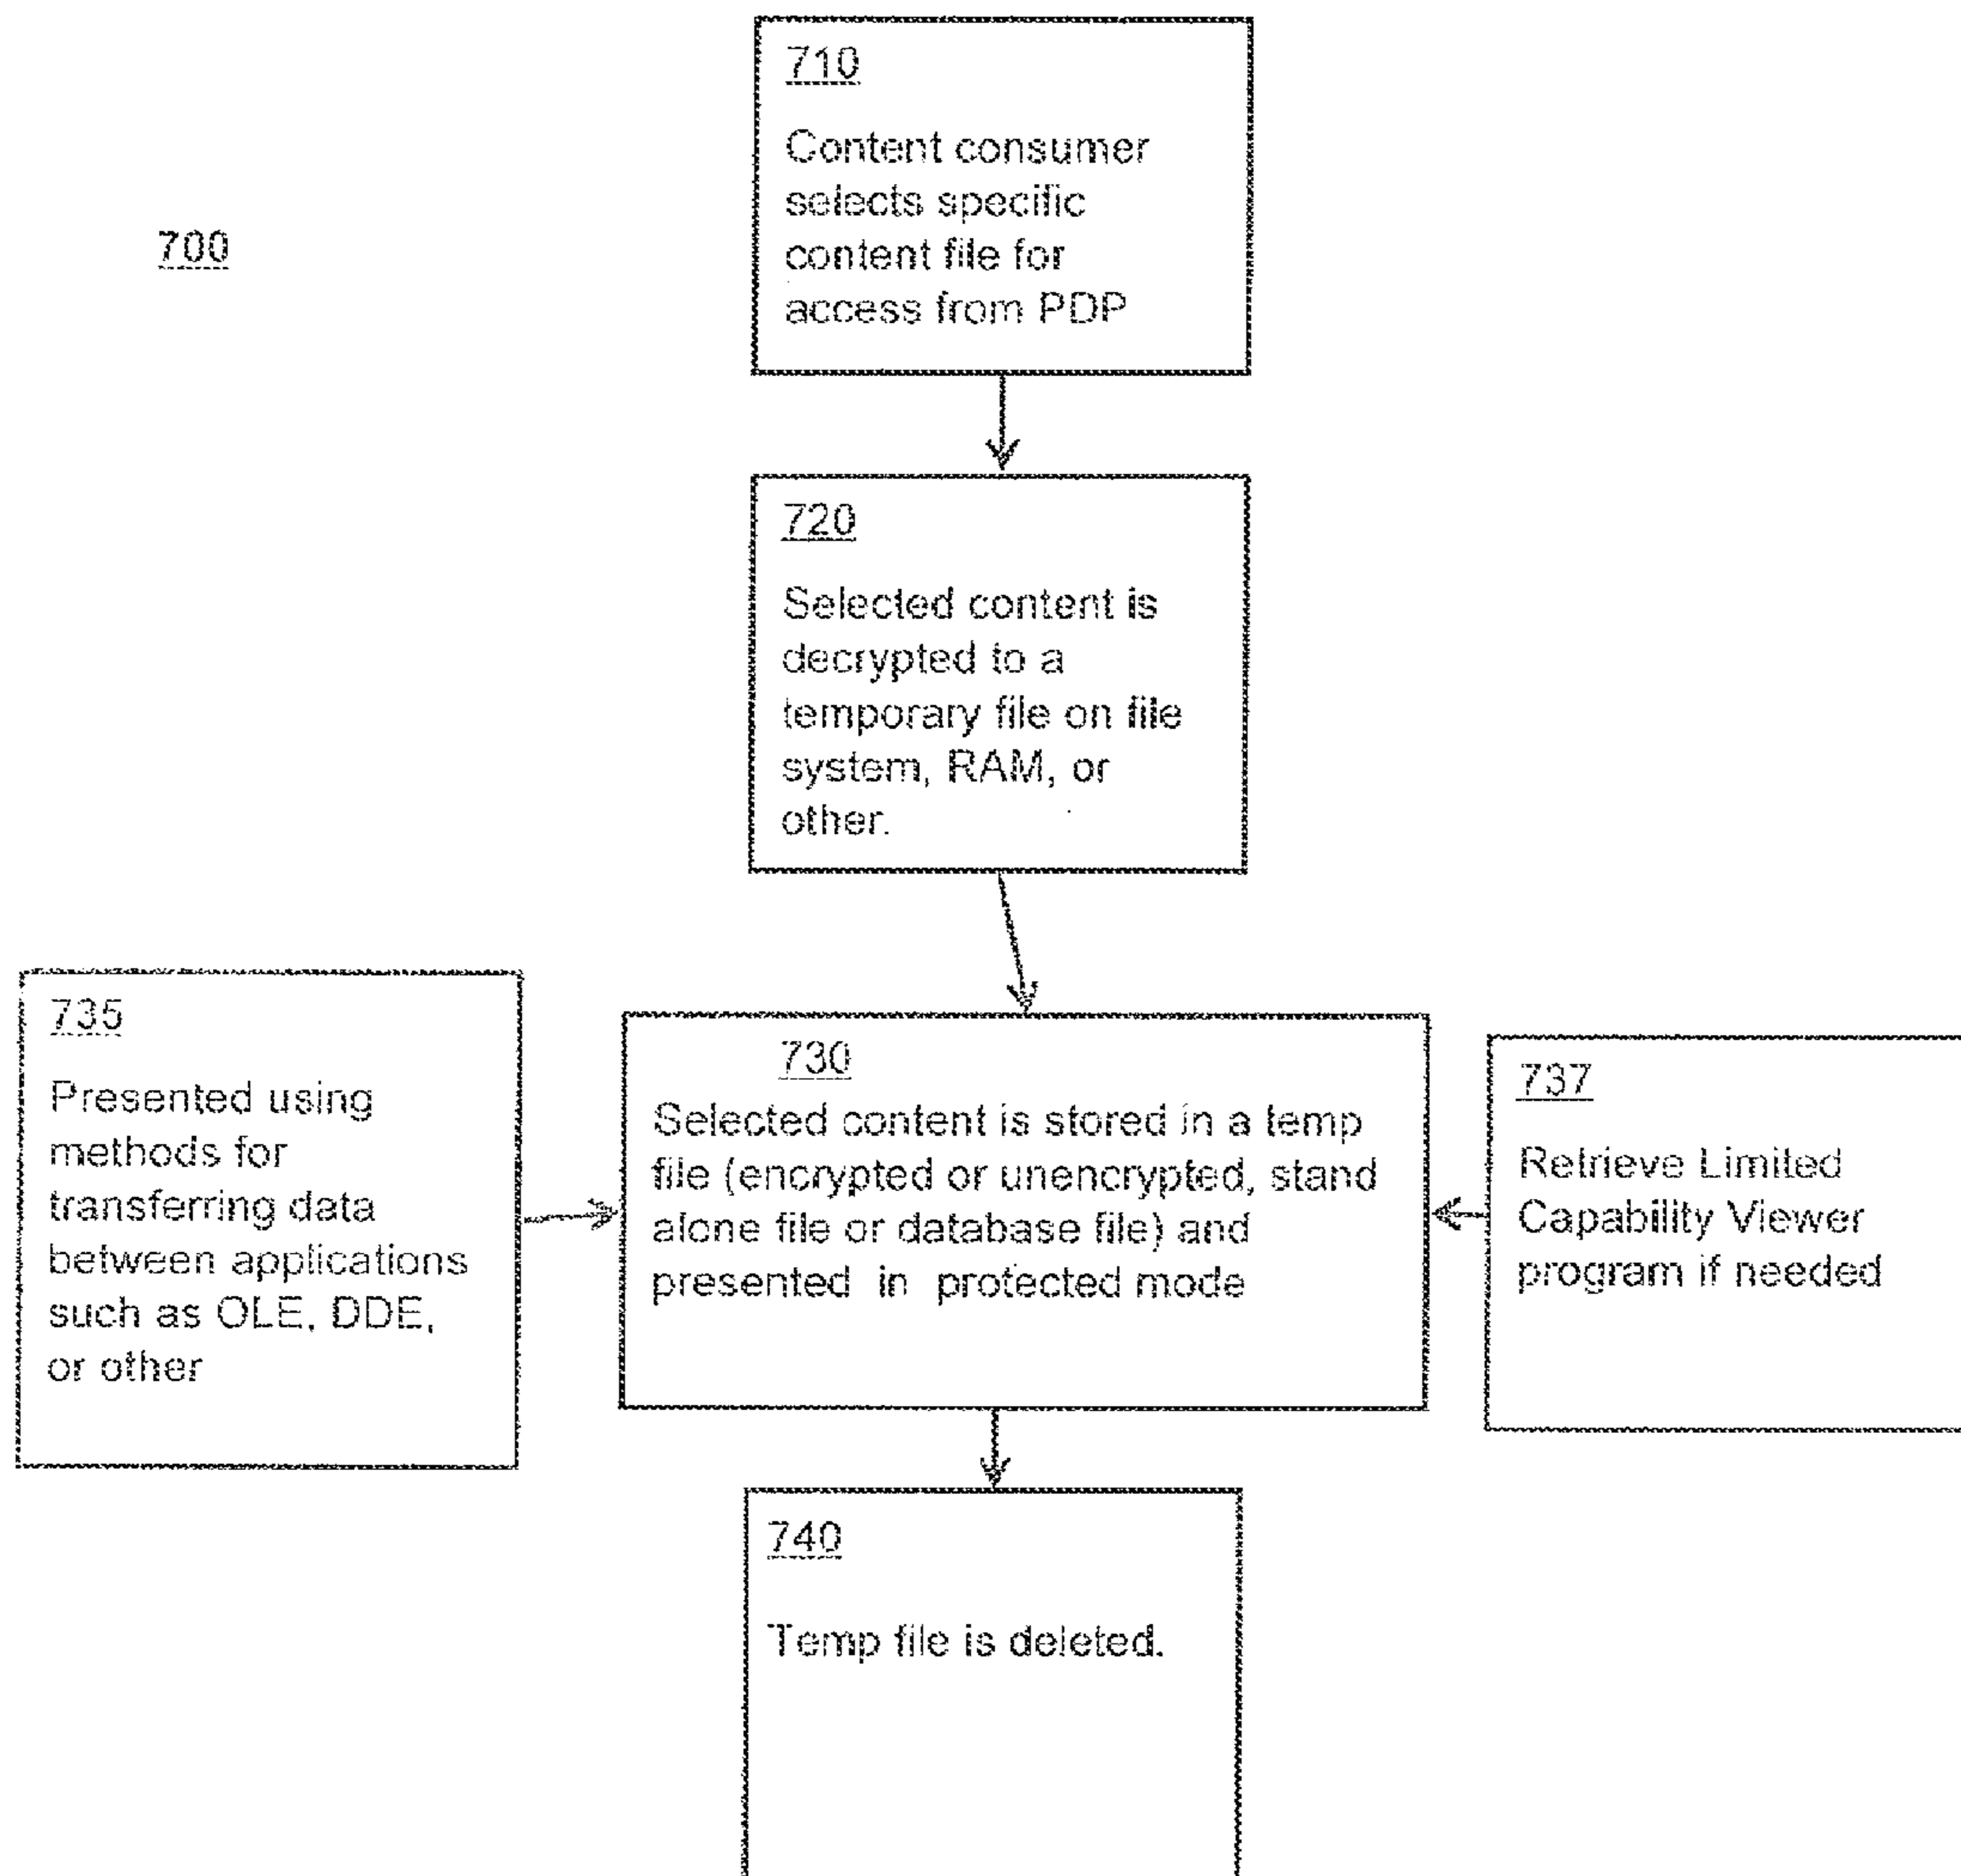 700
710
Content consumer
selects specific
content file for
access from PDP
720
Selected content is
decrypted to a
temporary file on file
system, RAM, or
other.
735
Presented using
methods for
transferring data
between applications
such as OLE, DDE,
or other
730
Selected content is stored in a temp
file (encrypted or unencrypted, stand
alone file or database file) and
presented in protected mode
737
Retrieve Limited
Capability Viewer
program if needed
740
Temp file is deleted.